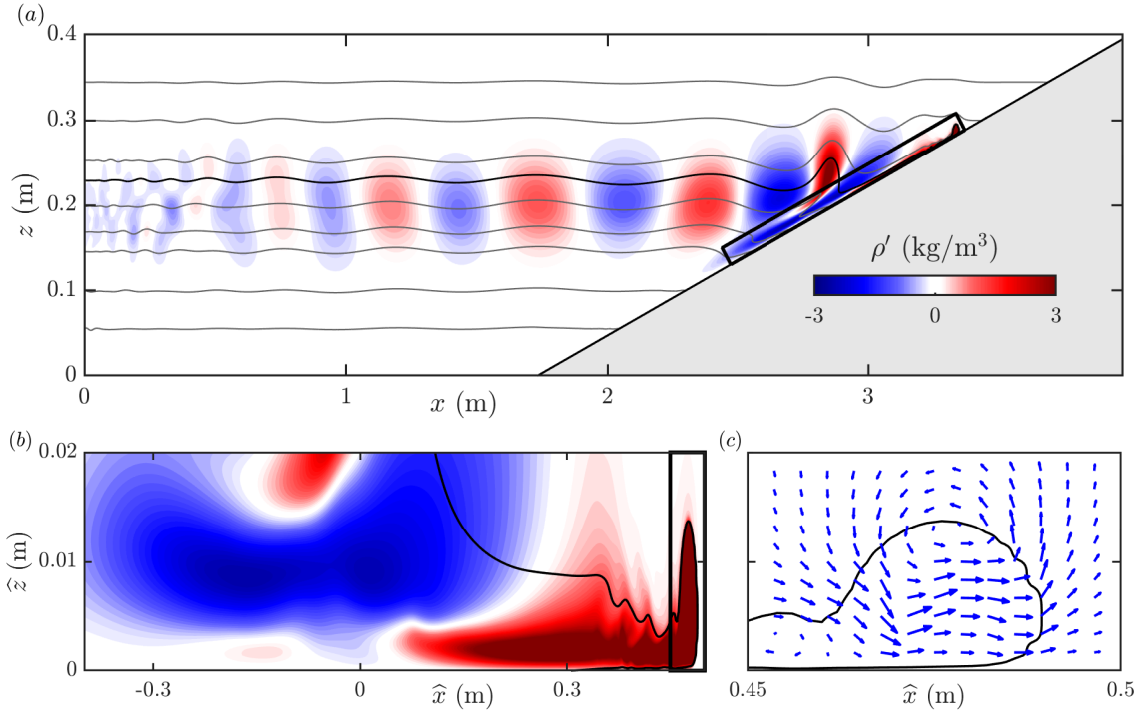 (a)
0.4
0.3
z (m)
0.2
0.1
0
ρ′ (kg/m³)
-3 0 3
0 1 2 3
x (m)
(b)
0.02
ẑ (m)
0.01
0
-0.3 0 0.3
x̂ (m)
(c)
0.45 0.5
x̂ (m)